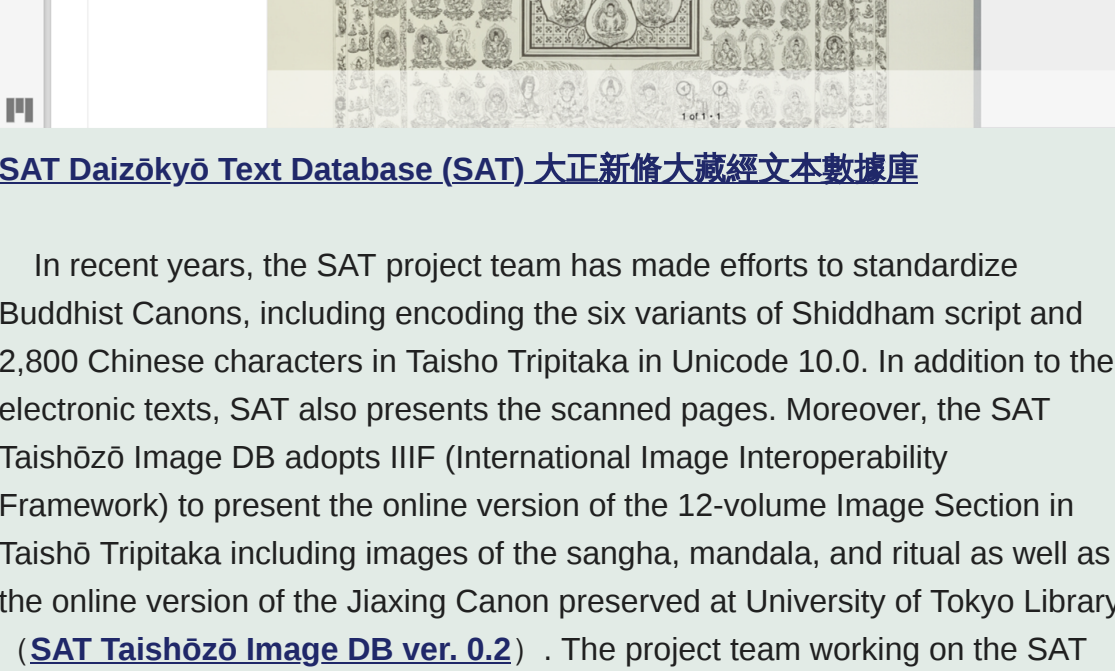 1 of 1 • 1
SAT Daizōkyō Text Database (SAT) 大正新脩大藏經文本數據庫
In recent years, the SAT project team has made efforts to standardize
Buddhist Canons, including encoding the six variants of Shiddham script and
2,800 Chinese characters in Taisho Tripitaka in Unicode 10.0. In addition to the
electronic texts, SAT also presents the scanned pages. Moreover, the SAT
Taishōzō Image DB adopts IIIF (International Image Interoperability
Framework) to present the online version of the 12-volume Image Section in
Taishō Tripitaka including images of the sangha, mandala, and ritual as well as
the online version of the Jiaxing Canon preserved at University of Tokyo Library
（SAT Taishōzō Image DB ver. 0.2）. The project team working on the SAT